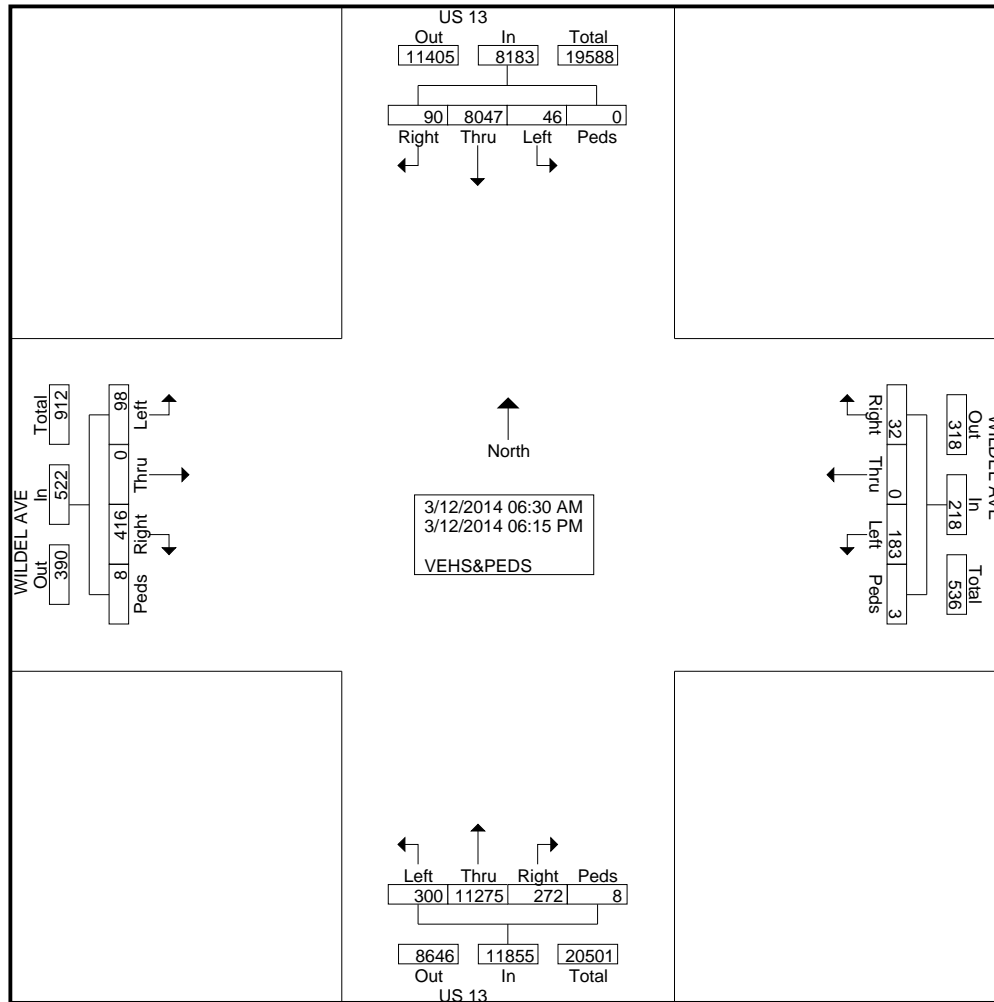 US 13
Out In Total
11405 8183 19588
90 8047 46 0
Right Thru Left Peds
WILDEL AVE
Total In Out
912 522 390
98 0 416 8
Left Thru Right Peds
North
3/12/2014 06:30 AM
3/12/2014 06:15 PM
VEHS&PEDS
Right Thru Left Peds
32 0 183 3
Out In Total
318 218 536
WILDEL AVE
Left Thru Right Peds
300 11275 272 8
8646 11855 20501
Out In Total
US 13